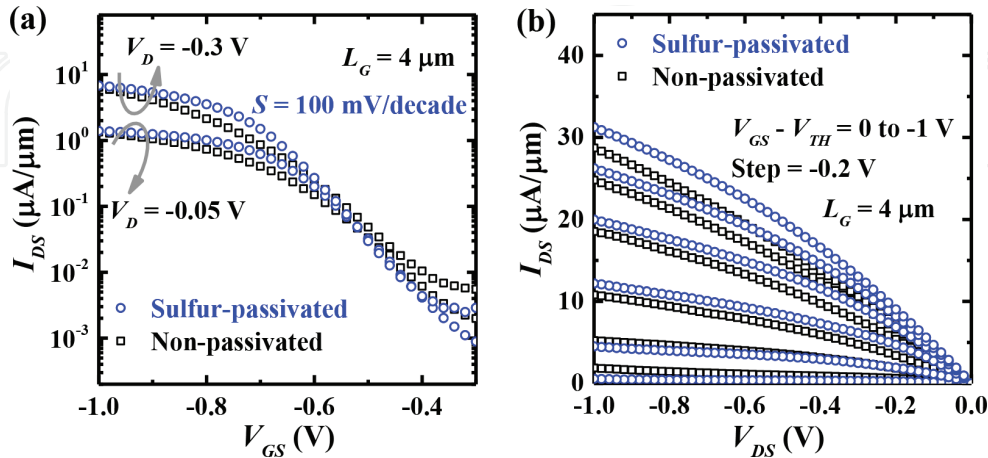 (a)
V_D = -0.3 V
L_G = 4 μm
S = 100 mV/decade
V_D = -0.05 V
Sulfur-passivated
Non-passivated
10^1
10^0
10^-1
10^-2
10^-3
I_DS (μA/μm)
-1.0 -0.8 -0.6 -0.4
V_GS (V)
(b)
Sulfur-passivated
Non-passivated
V_GS - V_TH = 0 to -1 V
Step = -0.2 V
L_G = 4 μm
40
30
20
10
0
I_DS (μA/μm)
-1.0 -0.8 -0.6 -0.4 -0.2 0.0
V_DS (V)